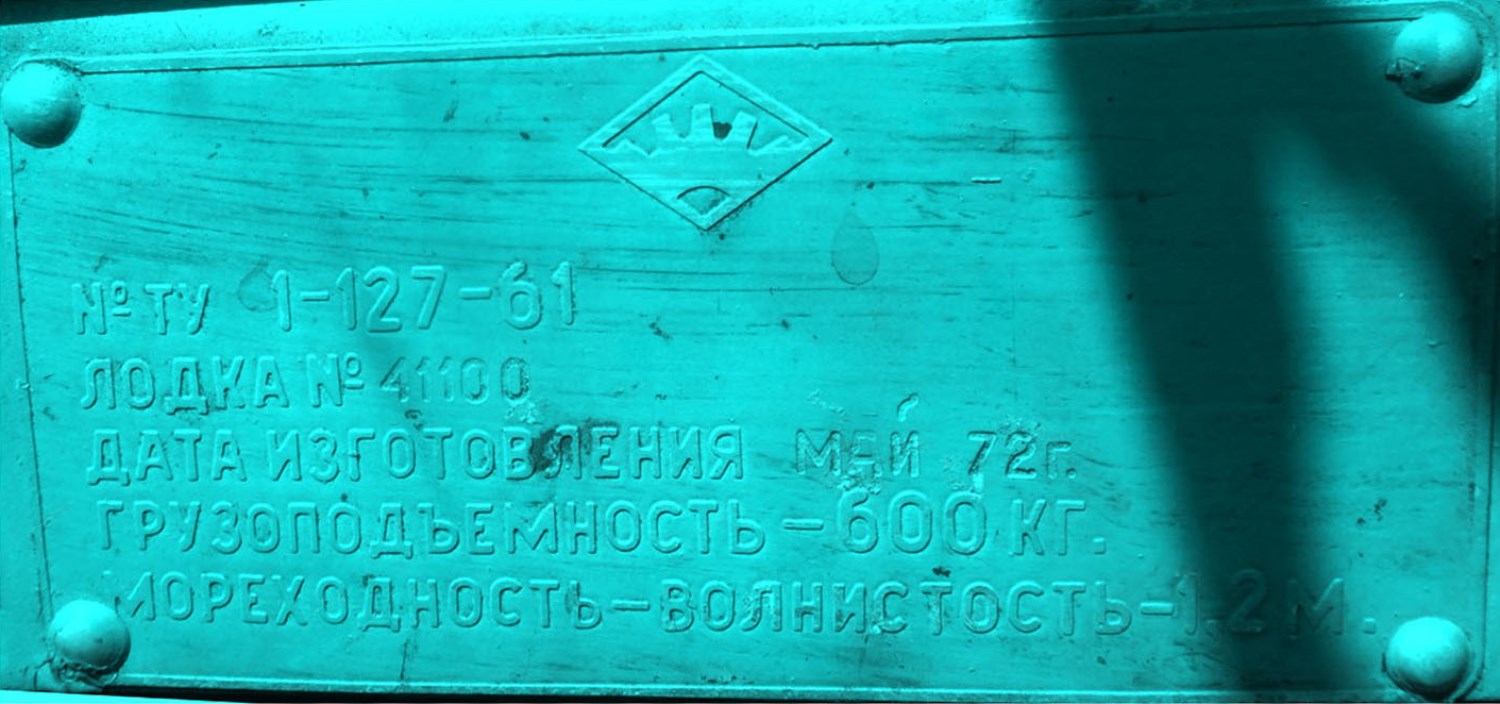 № ТУ 1-127-61
ЛОДКА № 41100
ДАТА ИЗГОТОВЛЕНИЯ МАЙ 72г.
ГРУЗОПОДЪЕМНОСТЬ – 600 КГ.
МОРЕХОДНОСТЬ – ВОЛНИСТОСТЬ – 1,2 М.